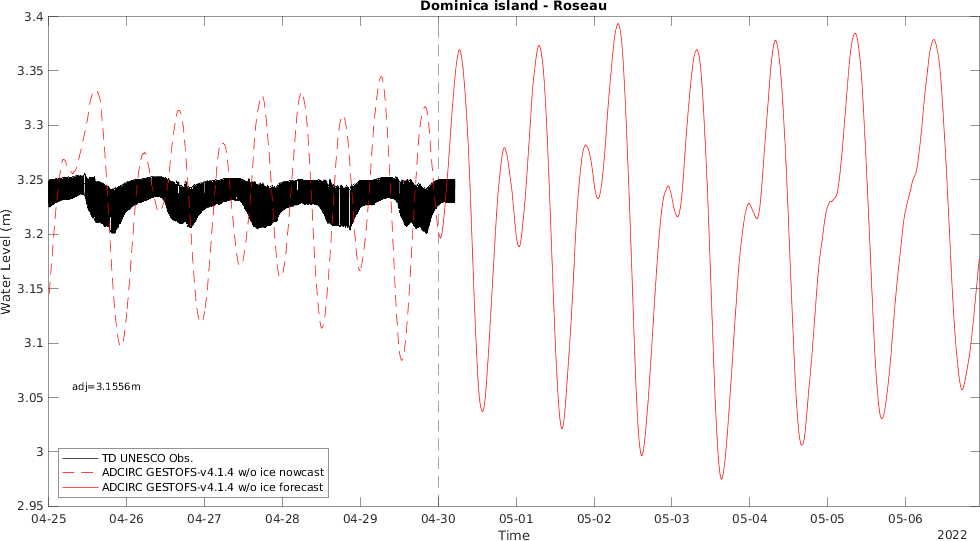 Dominica island - Roseau
3.4
3.35
3.3
3.25
3.2
3.15
3.1
3.05
3
2.95
Water Level (m)
adj=3.1556m
TD UNESCO Obs.
ADCIRC GESTOFS-v4.1.4 w/o ice nowcast
ADCIRC GESTOFS-v4.1.4 w/o ice forecast
04-25 04-26 04-27 04-28 04-29 04-30 05-01 05-02 05-03 05-04 05-05 05-06
Time
2022